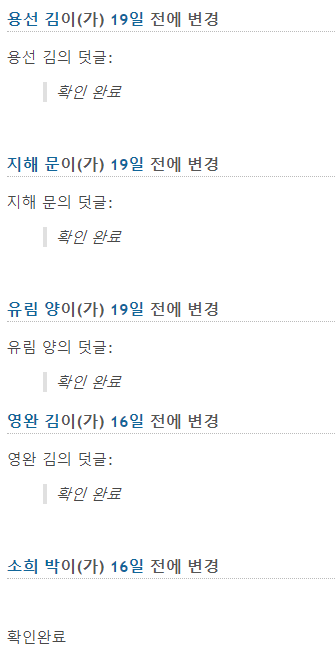 용선 김이(가) 19일 전에 변경
용선 김의 덧글:
확인 완료
지해 문이(가) 19일 전에 변경
지해 문의 덧글:
확인 완료
유림 양이(가) 19일 전에 변경
유림 양의 덧글:
확인 완료
영완 김이(가) 16일 전에 변경
영완 김의 덧글:
확인 완료
소희 박이(가) 16일 전에 변경
확인완료